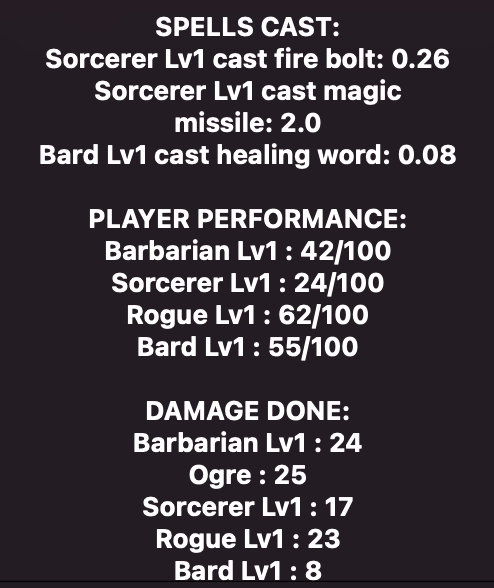 SPELLS CAST:
Sorcerer Lv1 cast fire bolt: 0.26
Sorcerer Lv1 cast magic
missile: 2.0
Bard Lv1 cast healing word: 0.08
PLAYER PERFORMANCE:
Barbarian Lv1 : 42/100
Sorcerer Lv1 : 24/100
Rogue Lv1 : 62/100
Bard Lv1 : 55/100
DAMAGE DONE:
Barbarian Lv1 : 24
Ogre : 25
Sorcerer Lv1 : 17
Rogue Lv1 : 23
Bard Lv1 : 8